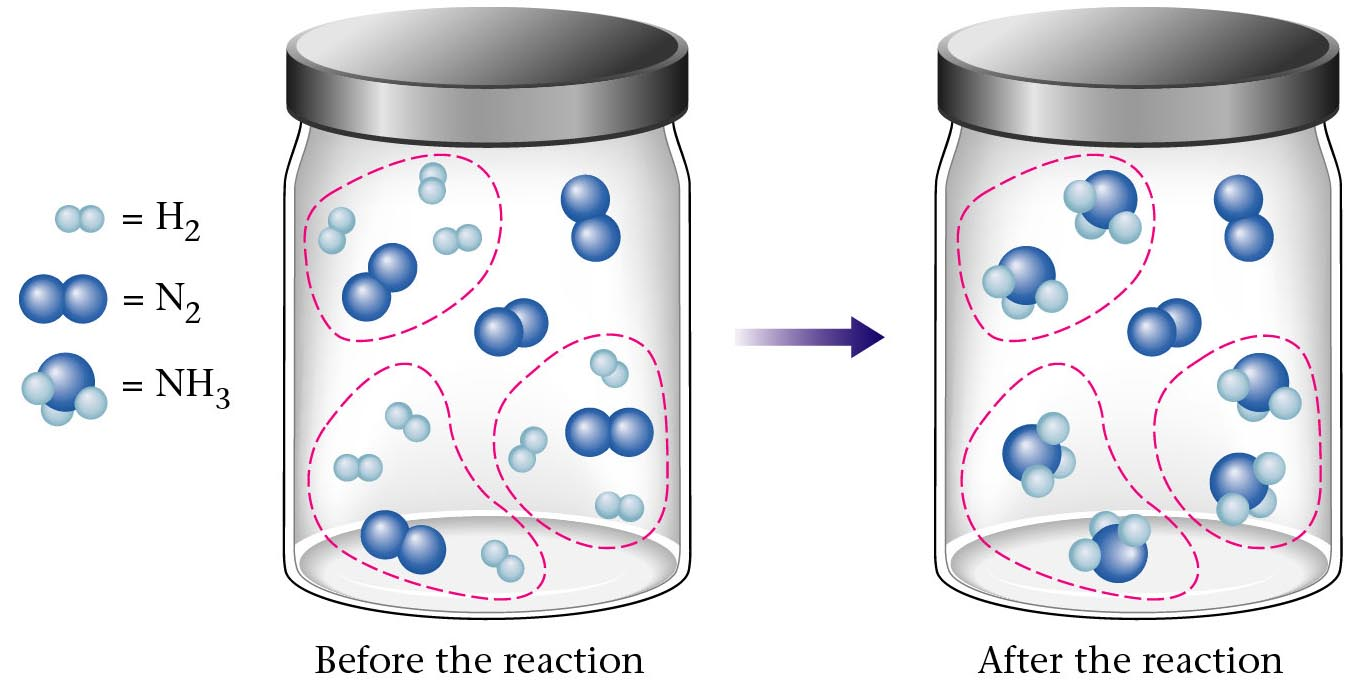 = H₂
= N₂
= NH₃
Before the reaction
After the reaction